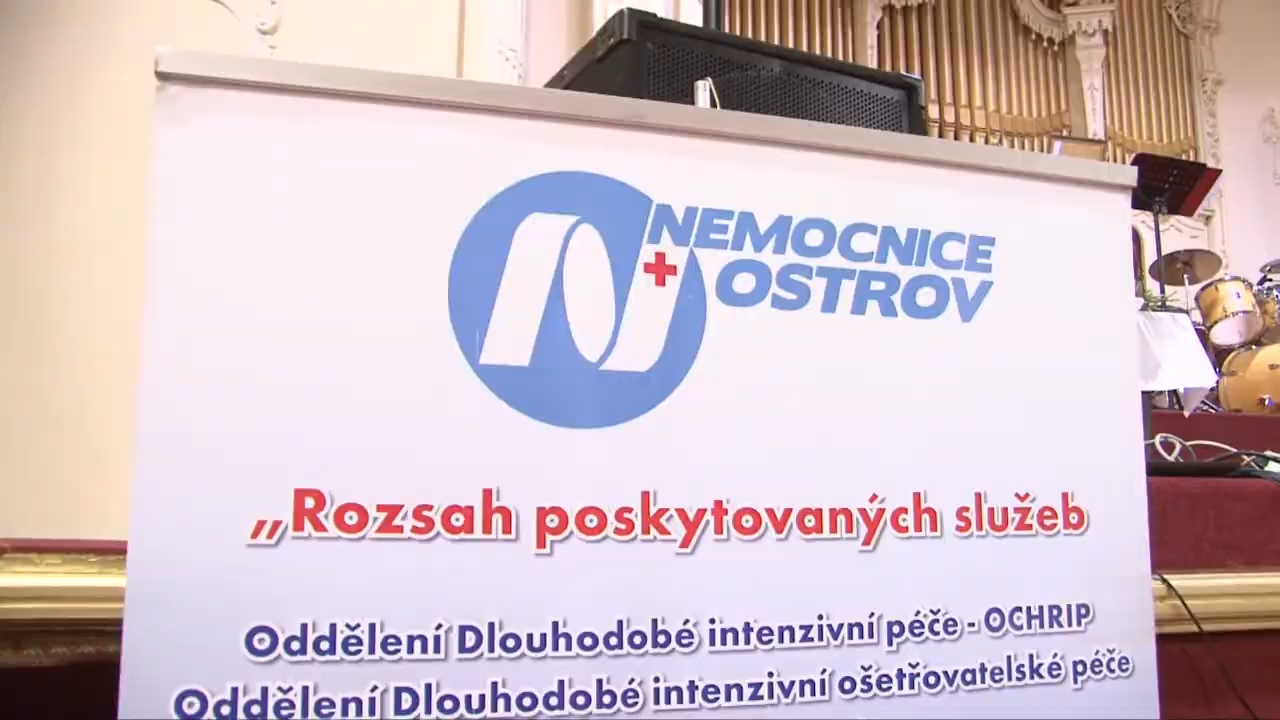 NEMOCNICE
OSTROV
„Rozsah poskytovaných služeb
Oddělení Dlouhodobé intenzivní péče - OCHRIP
Oddělení Dlouhodobé intenzivní ošetřovatelské péče